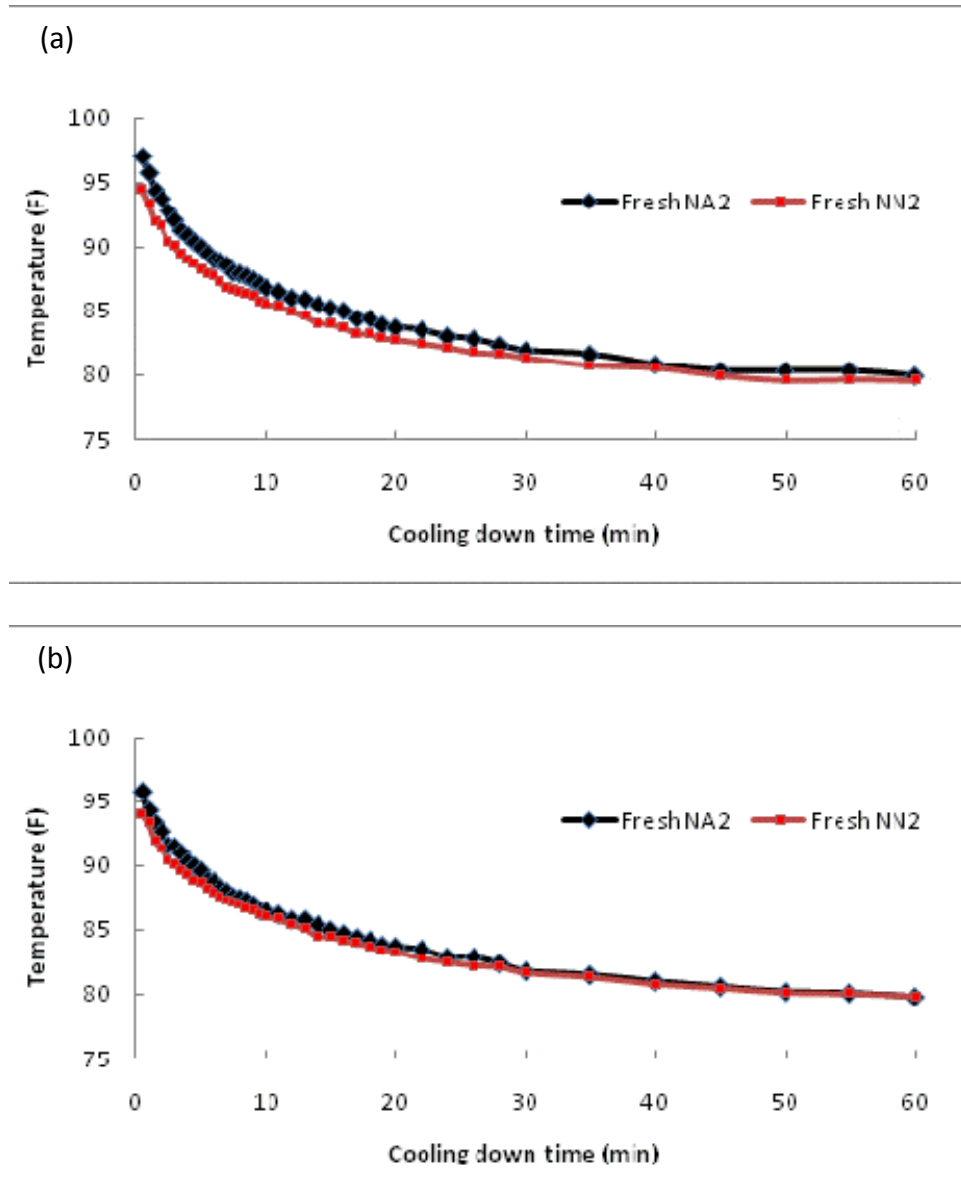 (a)
100
95
90
85
80
75
Temperature (F)
Fresh NA2 Fresh NN2
0 10 20 30 40 50 60
Cooling down time (min)
(b)
100
95
90
85
80
75
Temperature (F)
Fresh NA2 Fresh NN2
0 10 20 30 40 50 60
Cooling down time (min)